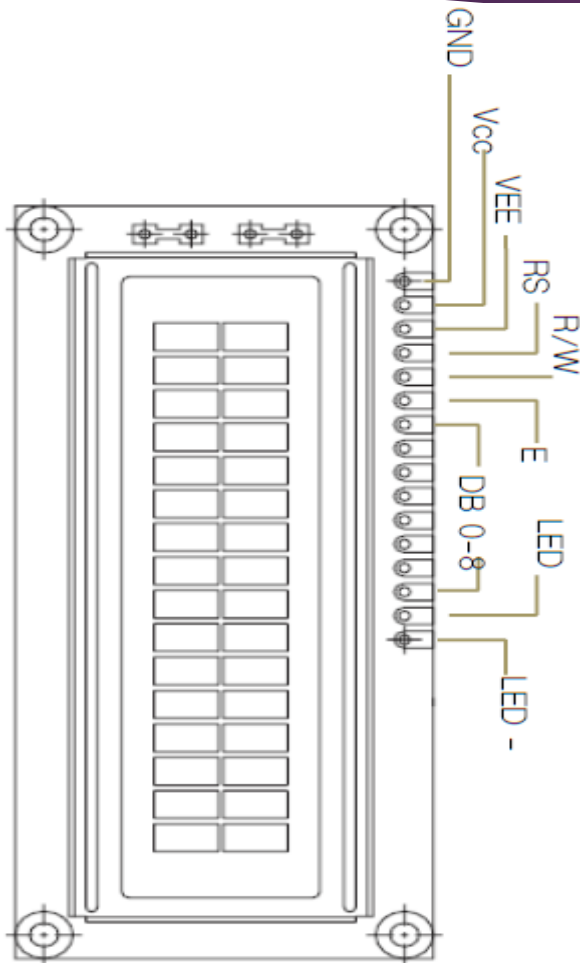 GND
Vcc
VEE
RS
R/W
E
DB 0-8
LED
LED -